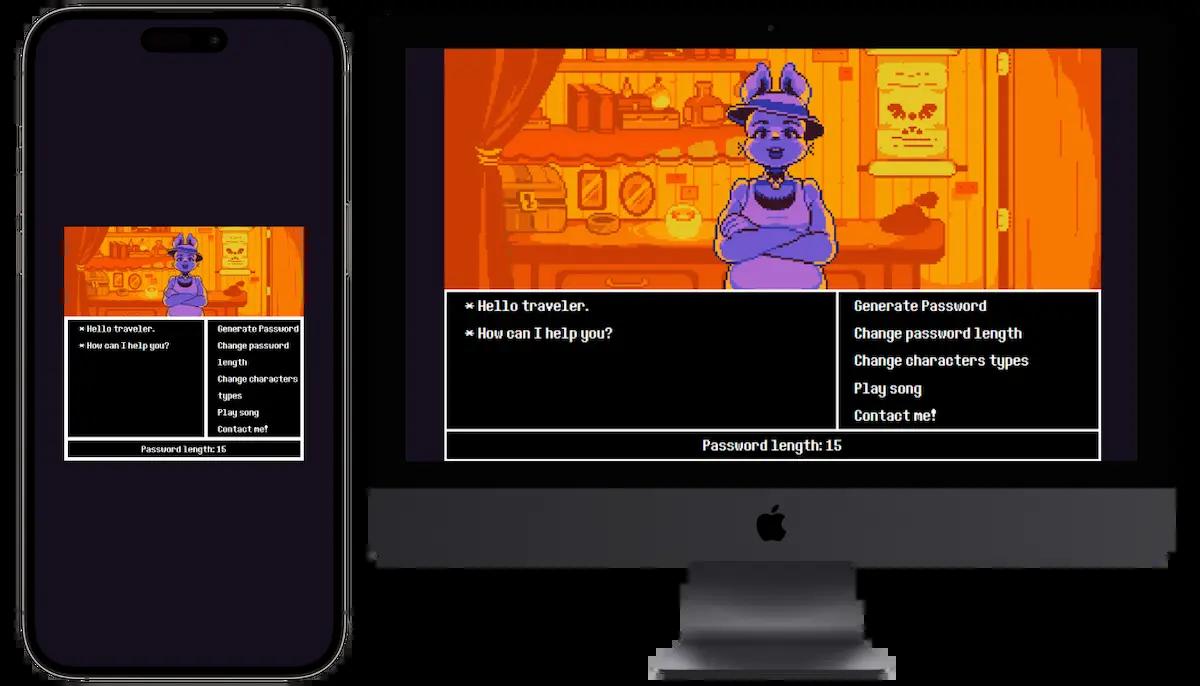 * Hello traveler.
* How can I help you?
Generate Password
Change password
length
Change characters
types
Play song
Contact me!
Password length: 15
* Hello traveler.
* How can I help you?
Generate Password
Change password length
Change characters types
Play song
Contact me!
Password length: 15